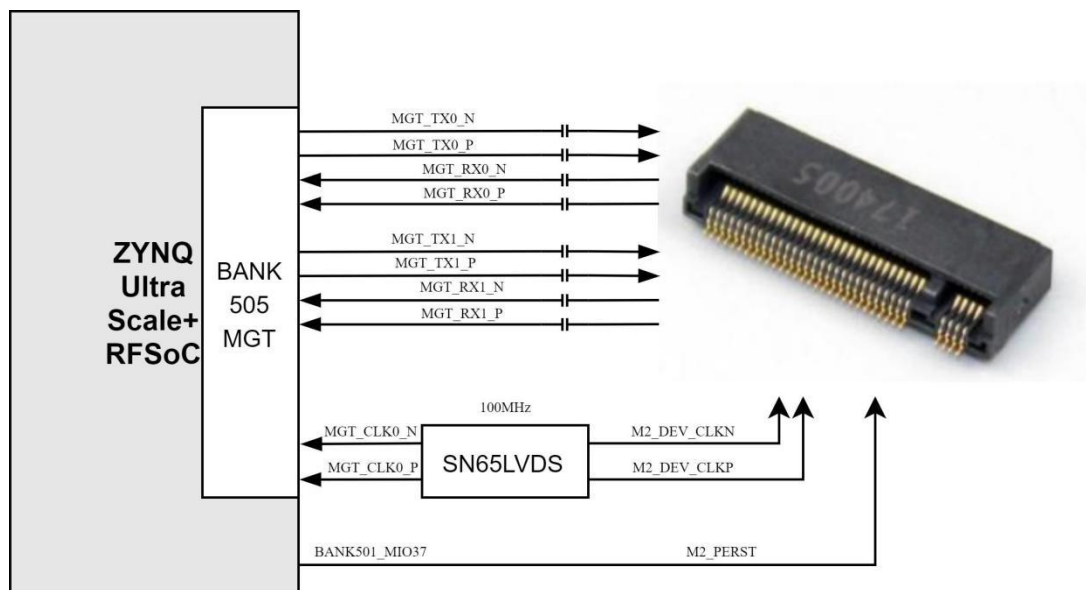 MGT_TX0_N
MGT_TX0_P
MGT_RX0_N
MGT_RX0_P
MGT_TX1_N
MGT_TX1_P
MGT_RX1_N
MGT_RX1_P
ZYNQ
Ultra
Scale+
RFSoC
BANK
505
MGT
174005
100MHz
MGT_CLK0_N
MGT_CLK0_P
SN65LVDS
M2_DEV_CLKN
M2_DEV_CLKP
BANK501_MIO37
M2_PERST